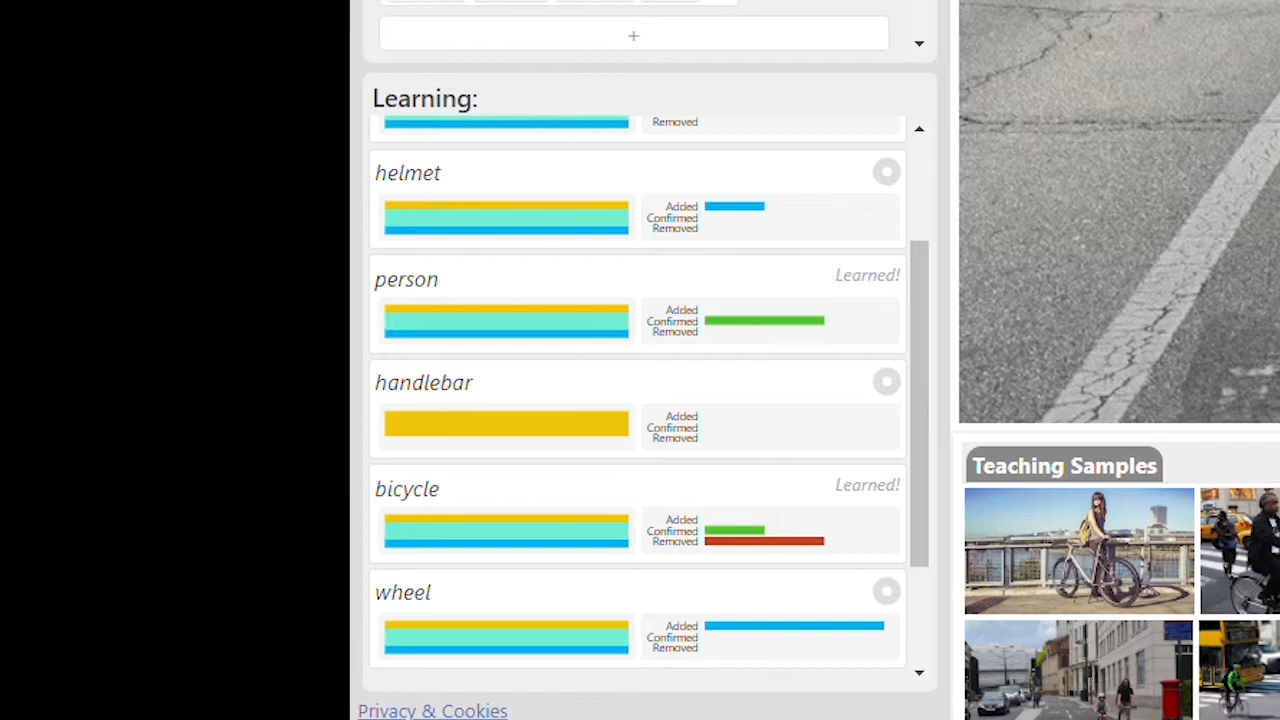 +
Learning:
Removed
helmet
Added
Confirmed
Removed
person
Learned!
Added
Confirmed
Removed
handlebar
Added
Confirmed
Removed
bicycle
Learned!
Added
Confirmed
Removed
wheel
Added
Confirmed
Removed
Privacy & Cookies
Teaching Samples